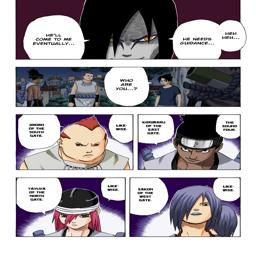 HE'LL
COME TO ME
EVENTUALLY...
HE NEEDS
GUIDANCE...
HEH
HEH...
WHO
ARE
YOU...?
JIROBO
OF THE
SOUTH
GATE.
LIKE-
WISE.
KIDOMARU
OF THE
EAST
GATE.
THE
SOUND
FOUR.
TAYUYA
OF THE
NORTH
GATE.
LIKE-
WISE.
SAKON
OF THE
WEST
GATE.
LIKE-
WISE.